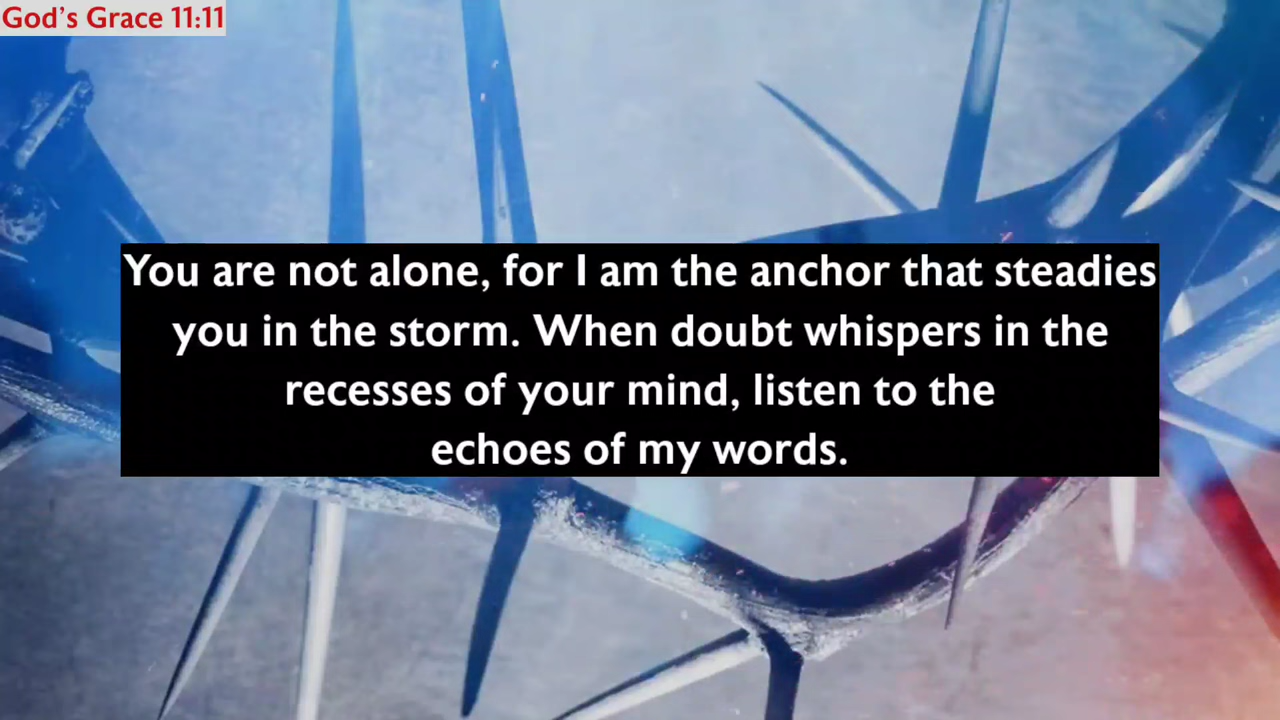 God's Grace 11:11
You are not alone, for I am the anchor that steadies
you in the storm. When doubt whispers in the
recesses of your mind, listen to the
echoes of my words.